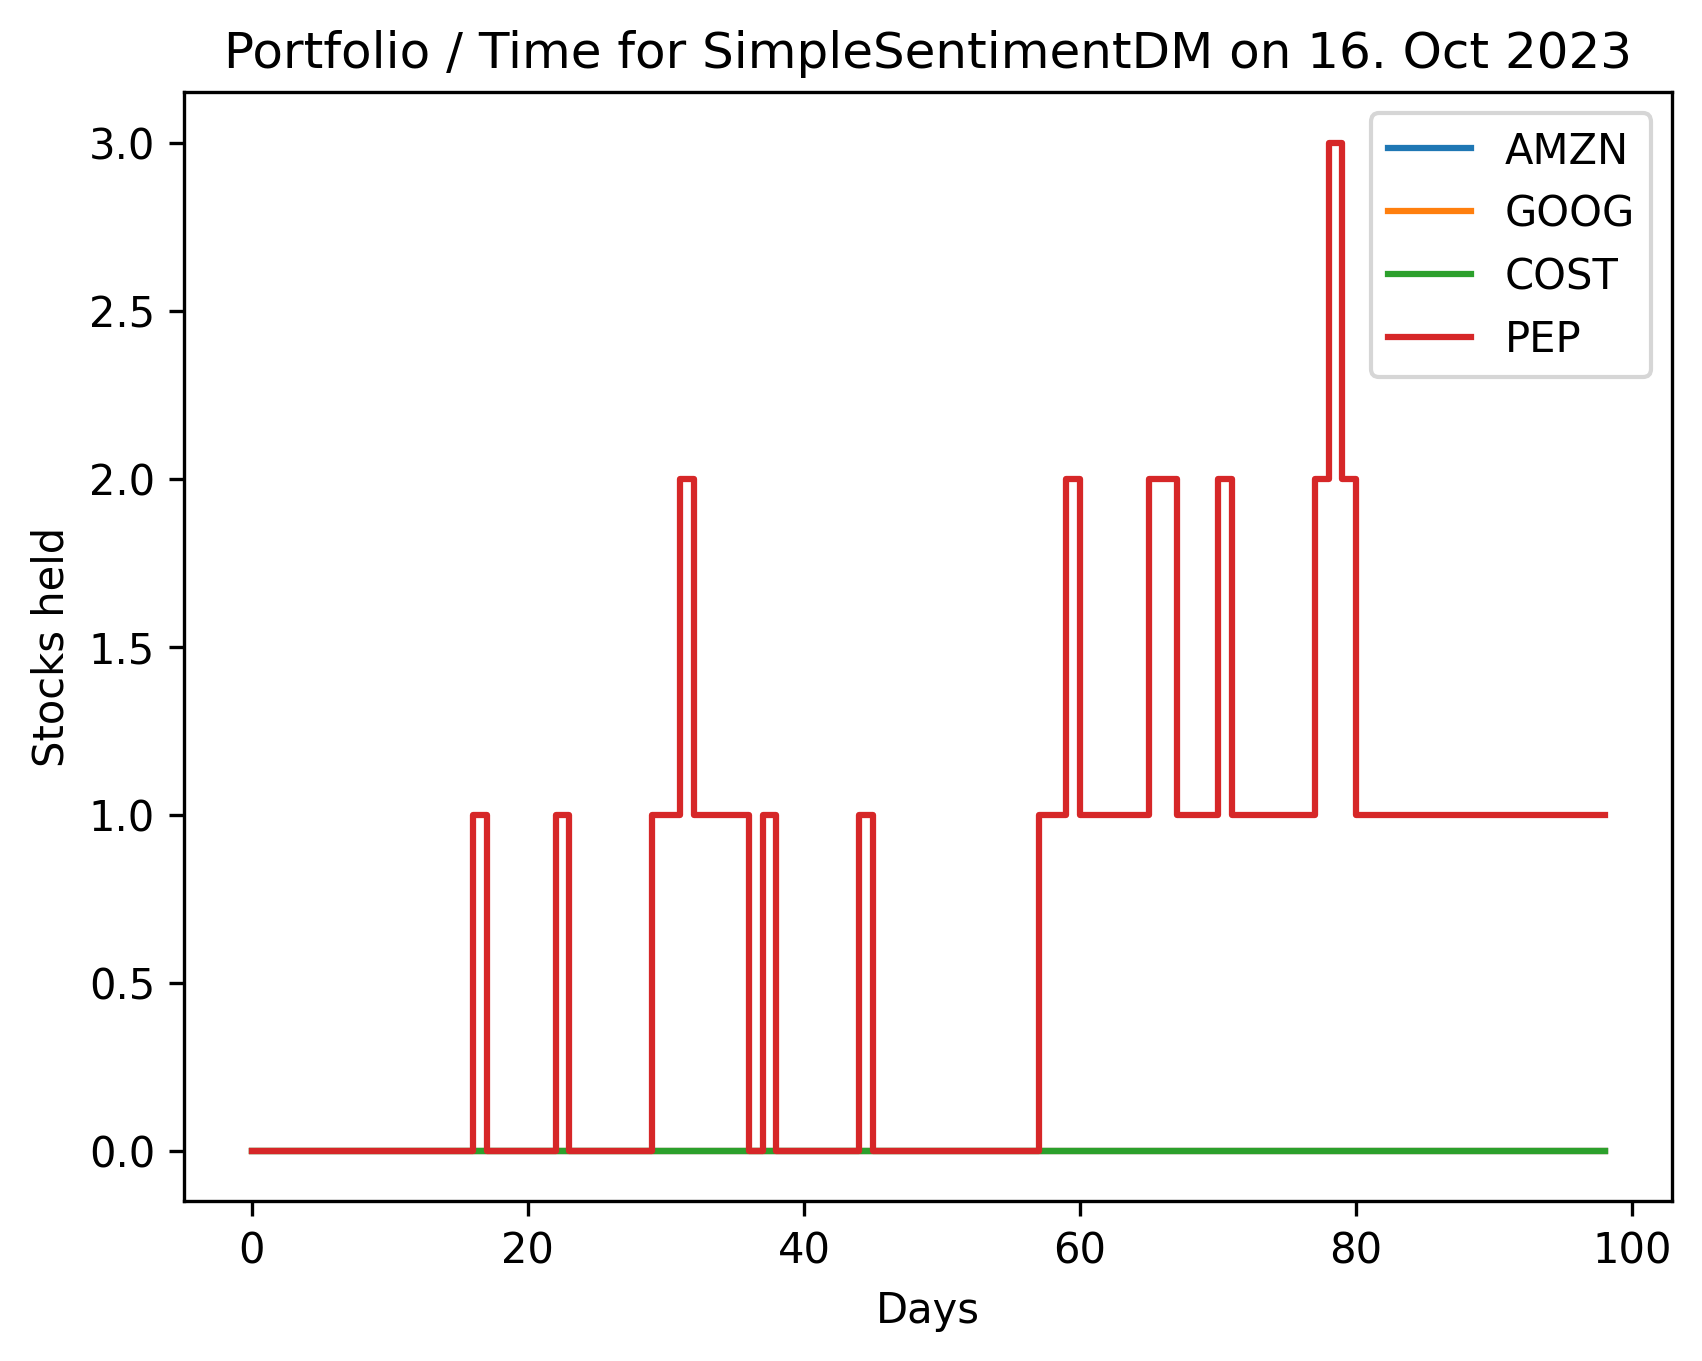 Portfolio / Time for SimpleSentimentDM on 16. Oct 2023
AMZN
GOOG
COST
PEP
3.0
2.5
2.0
1.5
1.0
0.5
0.0
Stocks held
0 20 40 60 80 100
Days